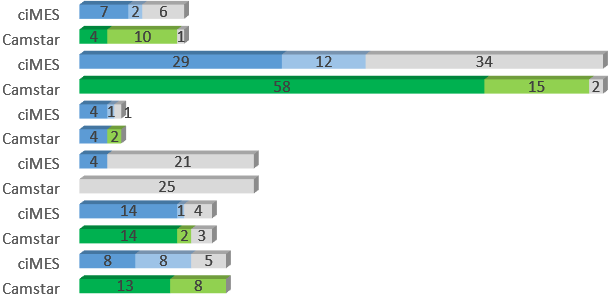 ciMES 7 2 6
Camstar 4 10 1
ciMES 29 12 34
Camstar 58 15 2
ciMES 4 1 1
Camstar 4 2
ciMES 4 21
Camstar 25
ciMES 14 1 4
Camstar 14 2 3
ciMES 8 8 5
Camstar 13 8